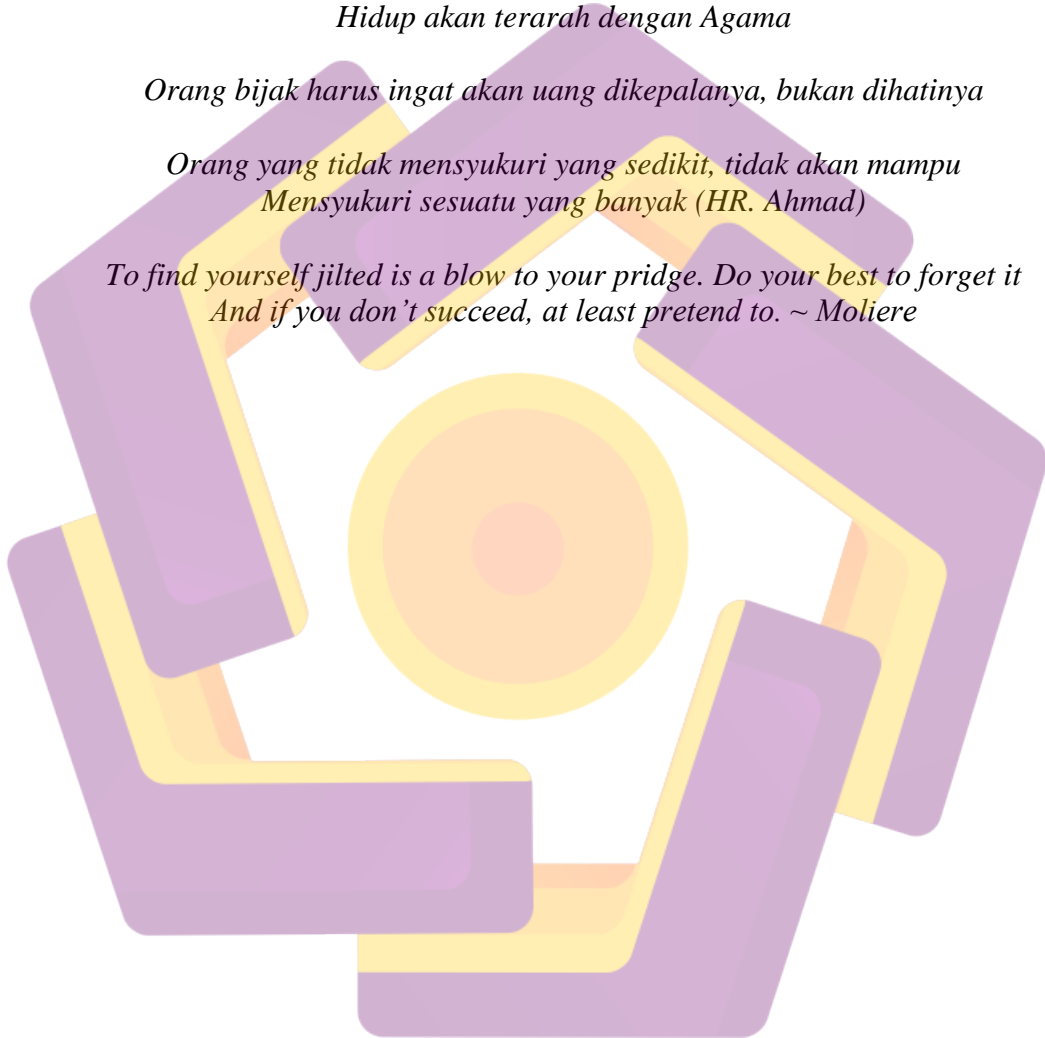 Hidup akan terarah dengan Agama
Orang bijak harus ingat akan uang dikepalanya, bukan dihatinya
Orang yang tidak mensyukuri yang sedikit, tidak akan mampu
Mensyukuri sesuatu yang banyak (HR. Ahmad)
To find yourself jilted is a blow to your pridge. Do your best to forget it
And if you don’t succeed, at least pretend to. ~ Moliere